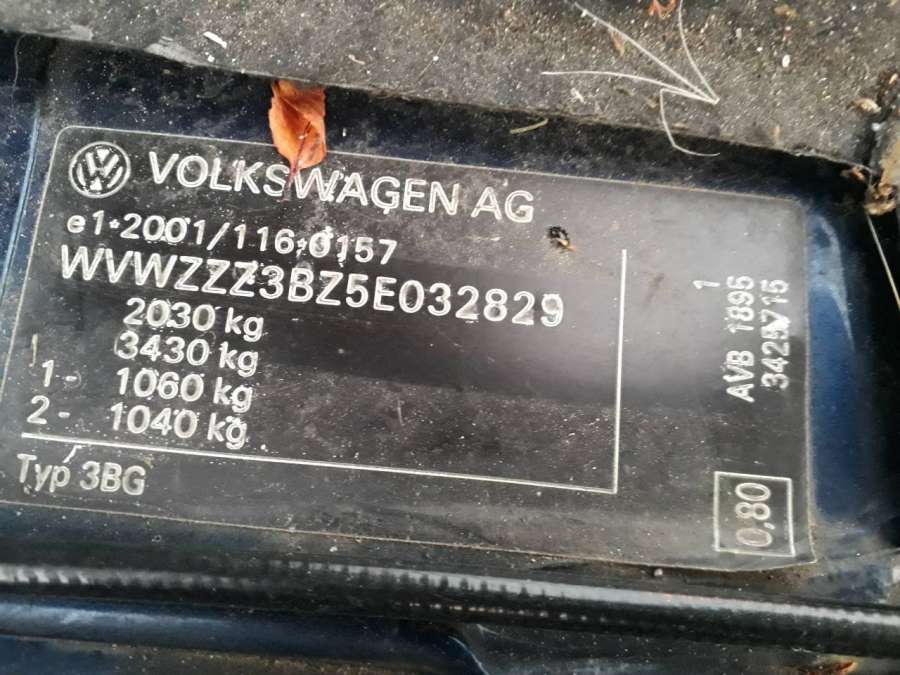 VOLKSWAGEN AG
e1*2001/116*0157
WVWZZZ3BZ5E032829
2030 kg
3430 kg
1- 1060 kg
2- 1040 kg
Typ 3BG
1
AVB 1895
0,80